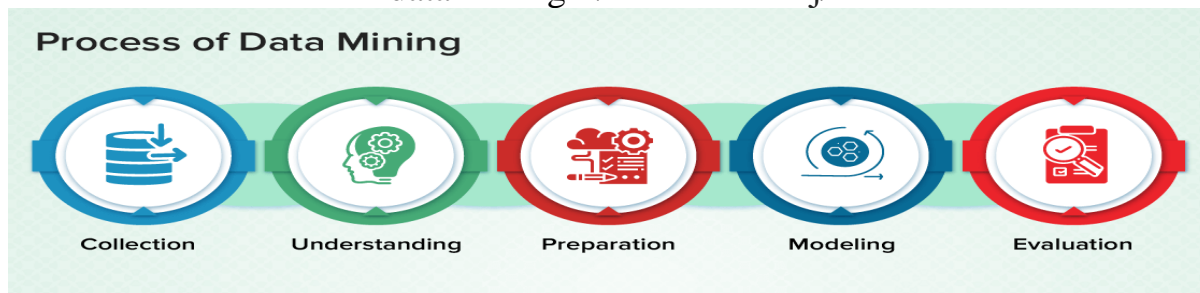 Process of Data Mining
Collection
Understanding
Preparation
Modeling
Evaluation